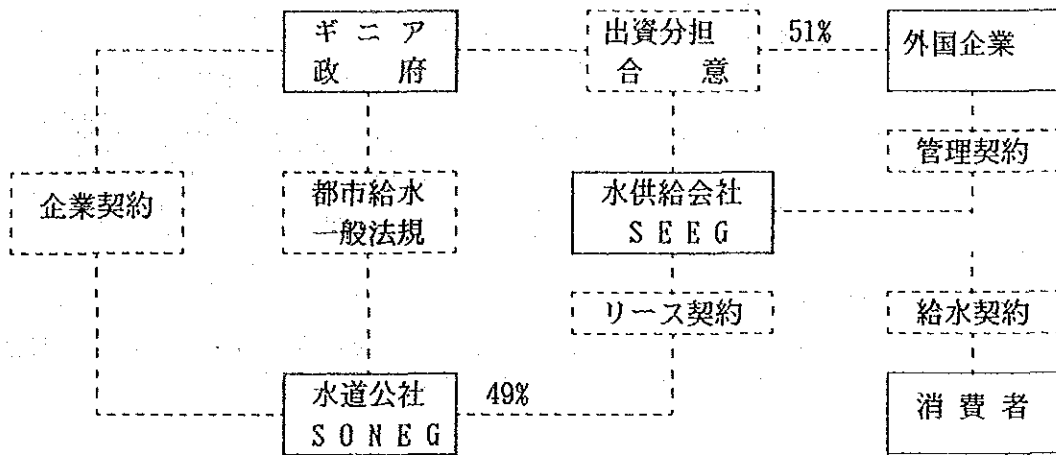 ギニア
政府
出資分担
合意
51%
外国企業
管理契約
企業契約
都市給水
一般法規
水供給会社
SEEG
リース契約
給水契約
水道公社
SONEG
49%
消費者